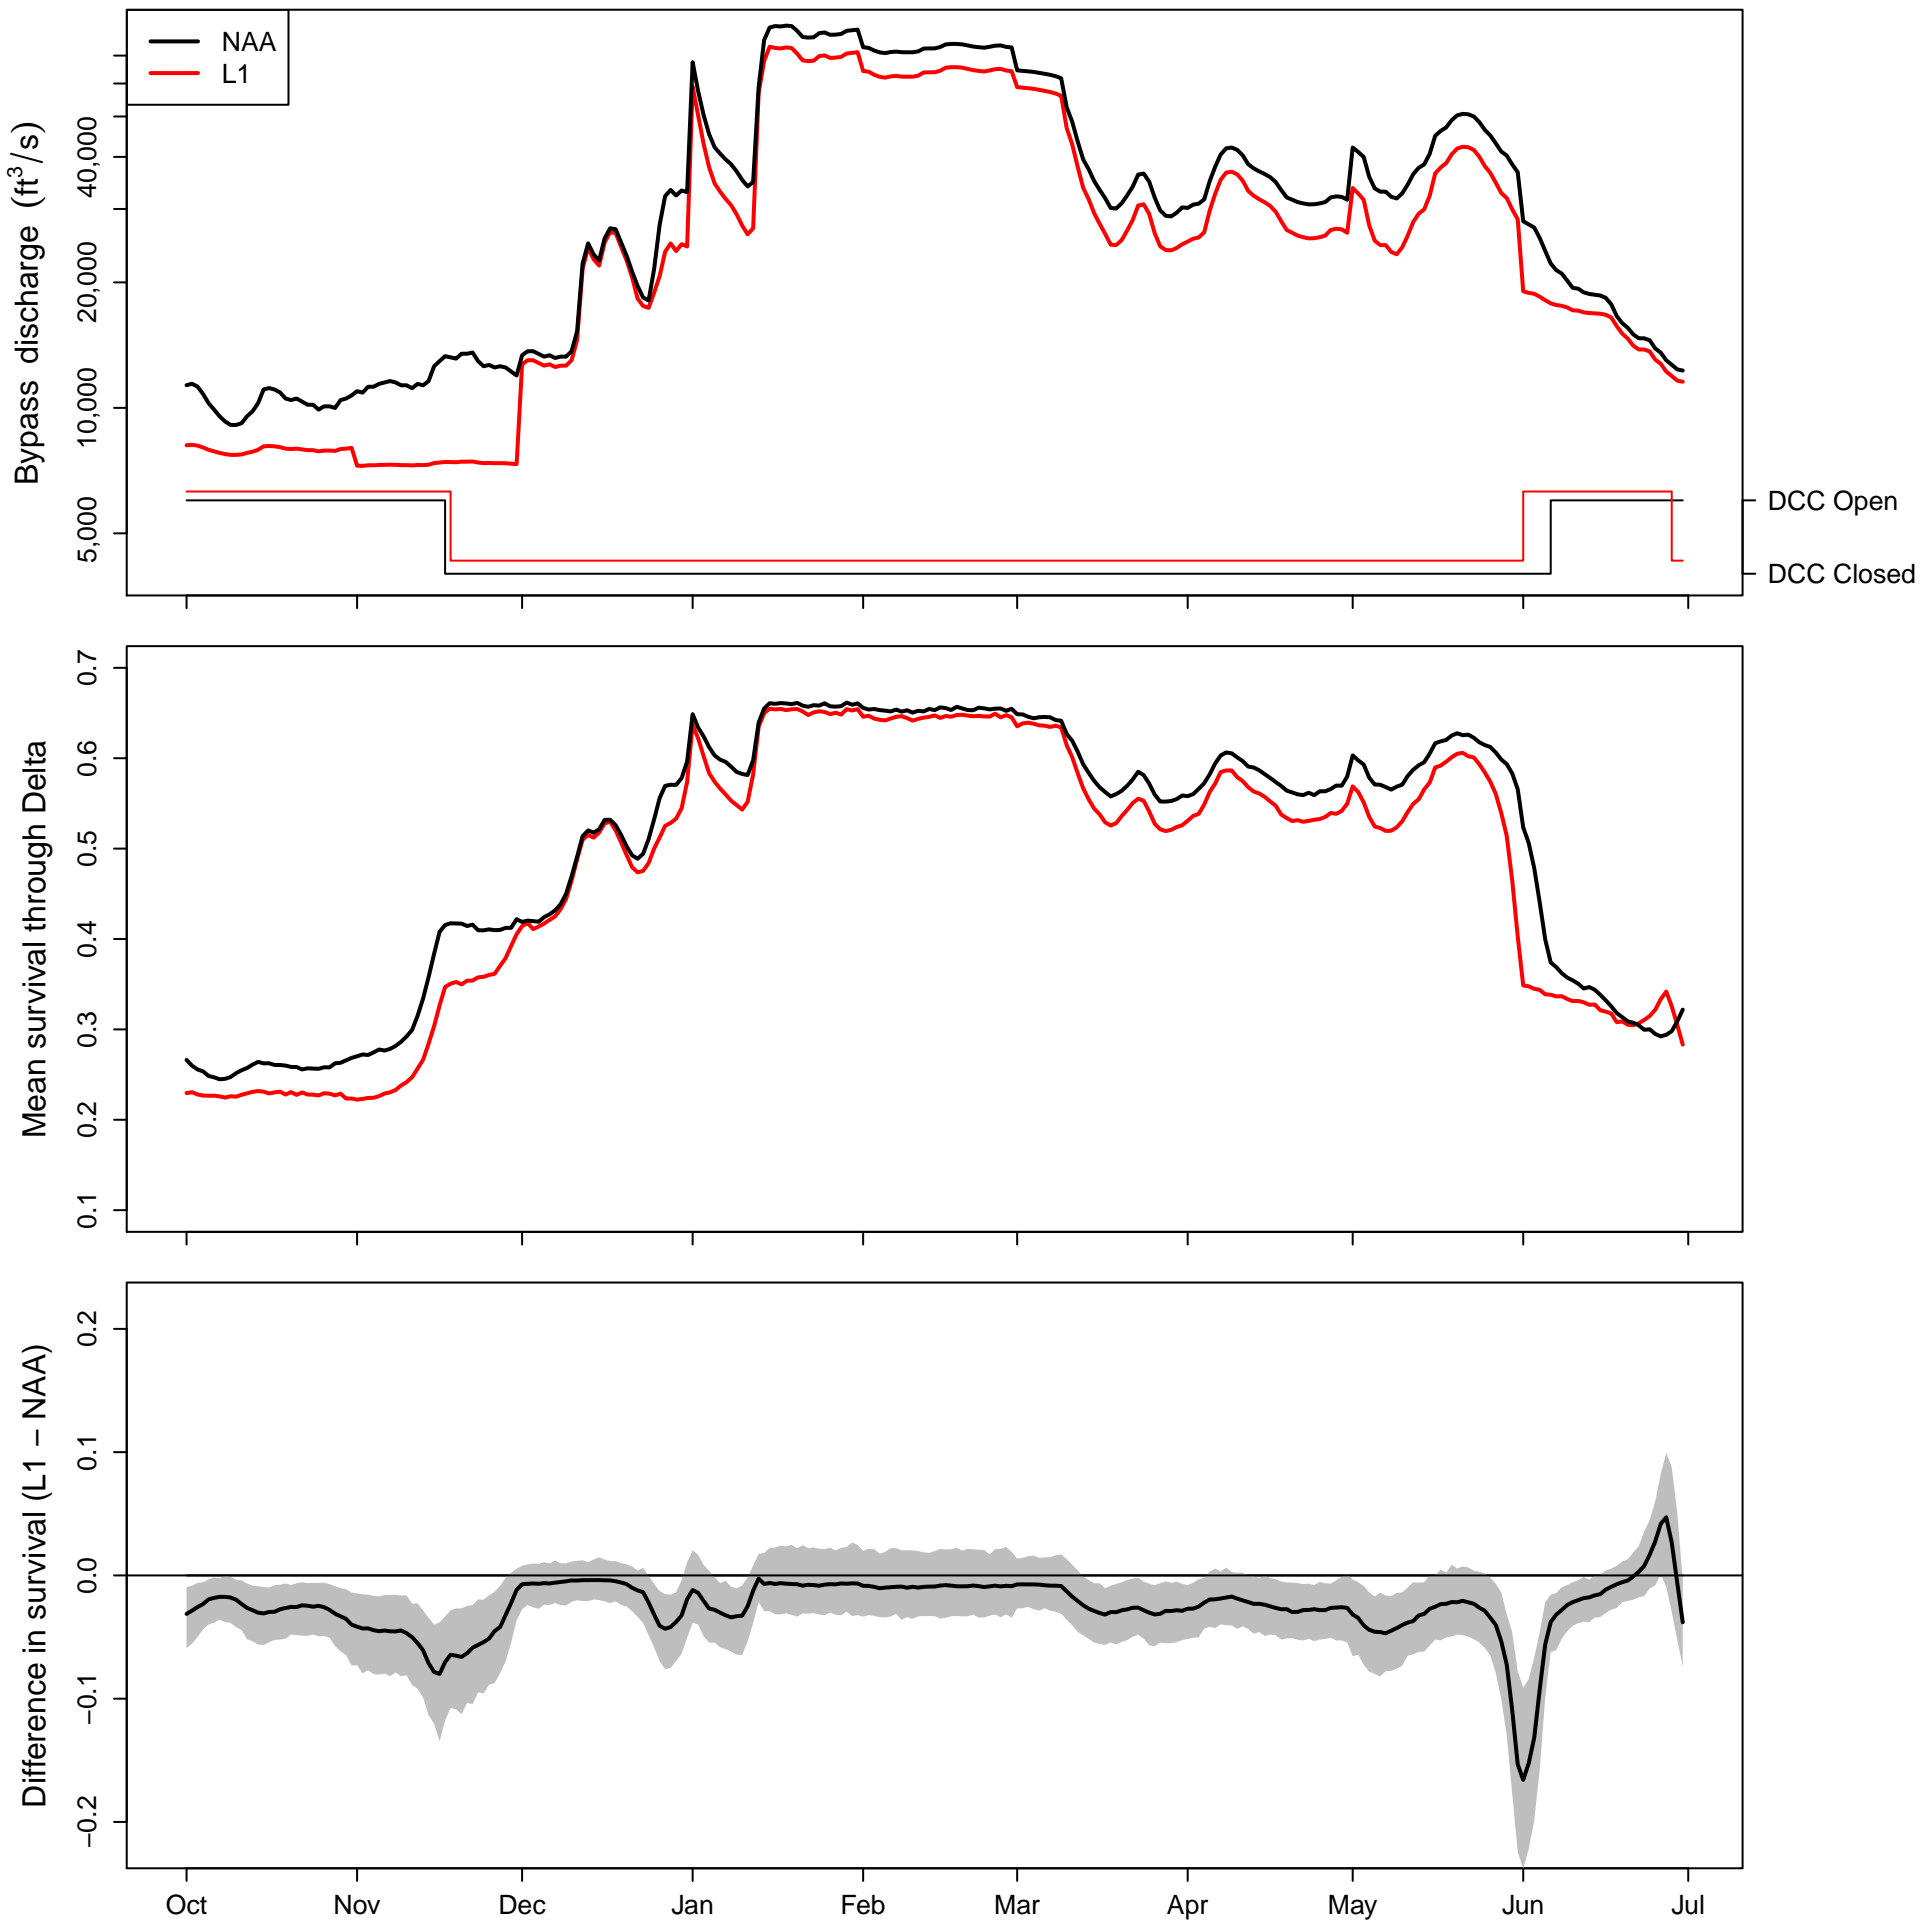 NAA
L1
Bypass discharge (ft³/s)
40,000
20,000
10,000
5,000
DCC Open
DCC Closed
Mean survival through Delta
0.7
0.6
0.5
0.4
0.3
0.2
0.1
Difference in survival (L1 − NAA)
0.2
0.1
0.0
−0.1
−0.2
Oct Nov Dec Jan Feb Mar Apr May Jun Jul